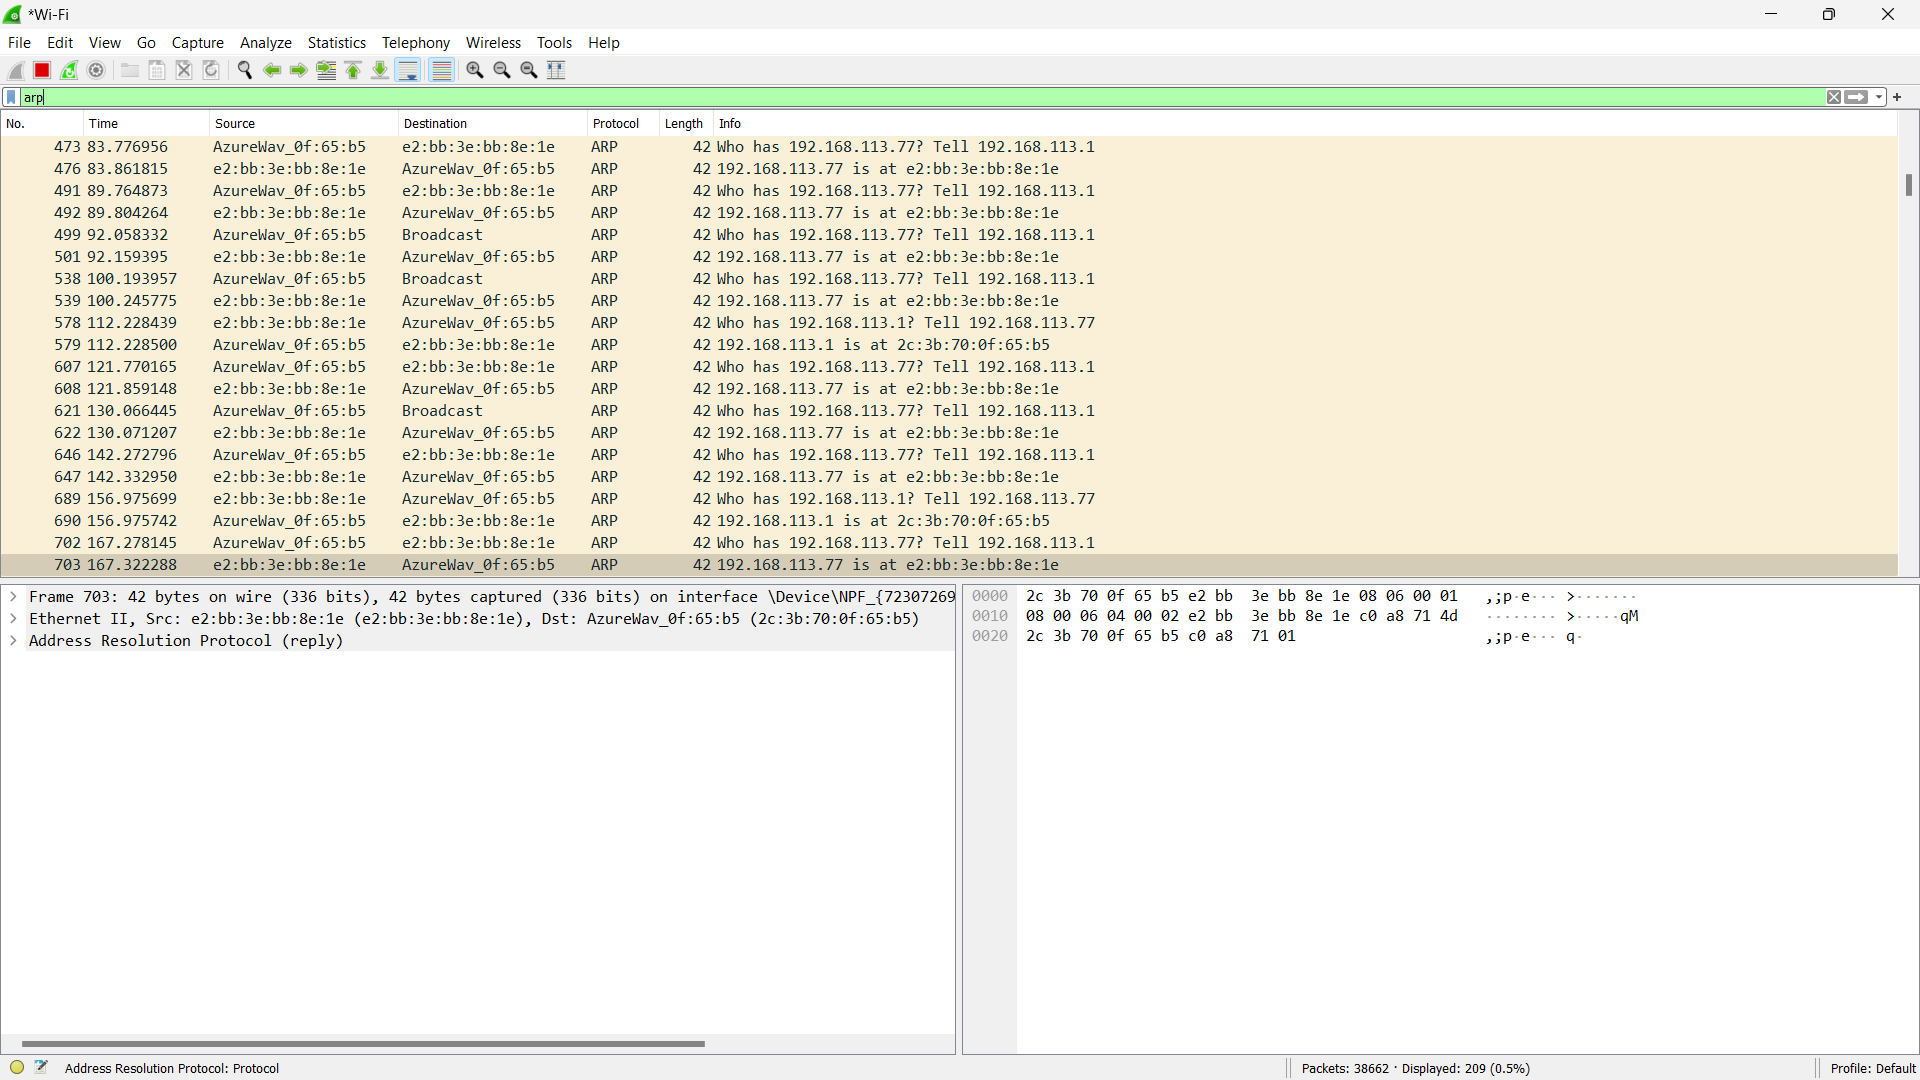 *Wi-Fi
File Edit View Go Capture Analyze Statistics Telephony Wireless Tools Help
arp
No. Time Source Destination Protocol Length Info
473 83.776956 AzureWav_0f:65:b5 e2:bb:3e:bb:8e:1e ARP 42 Who has 192.168.113.77? Tell 192.168.113.1
476 83.861815 e2:bb:3e:bb:8e:1e AzureWav_0f:65:b5 ARP 42 192.168.113.77 is at e2:bb:3e:bb:8e:1e
491 89.764873 AzureWav_0f:65:b5 e2:bb:3e:bb:8e:1e ARP 42 Who has 192.168.113.77? Tell 192.168.113.1
492 89.804264 e2:bb:3e:bb:8e:1e AzureWav_0f:65:b5 ARP 42 192.168.113.77 is at e2:bb:3e:bb:8e:1e
499 92.058332 AzureWav_0f:65:b5 Broadcast ARP 42 Who has 192.168.113.77? Tell 192.168.113.1
501 92.159395 e2:bb:3e:bb:8e:1e AzureWav_0f:65:b5 ARP 42 192.168.113.77 is at e2:bb:3e:bb:8e:1e
538 100.193957 AzureWav_0f:65:b5 Broadcast ARP 42 Who has 192.168.113.77? Tell 192.168.113.1
539 100.245775 e2:bb:3e:bb:8e:1e AzureWav_0f:65:b5 ARP 42 192.168.113.77 is at e2:bb:3e:bb:8e:1e
578 112.228439 e2:bb:3e:bb:8e:1e AzureWav_0f:65:b5 ARP 42 Who has 192.168.113.1? Tell 192.168.113.77
579 112.228500 AzureWav_0f:65:b5 e2:bb:3e:bb:8e:1e ARP 42 192.168.113.1 is at 2c:3b:70:0f:65:b5
607 121.770165 AzureWav_0f:65:b5 e2:bb:3e:bb:8e:1e ARP 42 Who has 192.168.113.77? Tell 192.168.113.1
608 121.859148 e2:bb:3e:bb:8e:1e AzureWav_0f:65:b5 ARP 42 192.168.113.77 is at e2:bb:3e:bb:8e:1e
621 130.066445 AzureWav_0f:65:b5 Broadcast ARP 42 Who has 192.168.113.77? Tell 192.168.113.1
622 130.071207 e2:bb:3e:bb:8e:1e AzureWav_0f:65:b5 ARP 42 192.168.113.77 is at e2:bb:3e:bb:8e:1e
646 142.272796 AzureWav_0f:65:b5 e2:bb:3e:bb:8e:1e ARP 42 Who has 192.168.113.77? Tell 192.168.113.1
647 142.332950 e2:bb:3e:bb:8e:1e AzureWav_0f:65:b5 ARP 42 192.168.113.77 is at e2:bb:3e:bb:8e:1e
689 156.975699 e2:bb:3e:bb:8e:1e AzureWav_0f:65:b5 ARP 42 Who has 192.168.113.1? Tell 192.168.113.77
690 156.975742 AzureWav_0f:65:b5 e2:bb:3e:bb:8e:1e ARP 42 192.168.113.1 is at 2c:3b:70:0f:65:b5
702 167.278145 AzureWav_0f:65:b5 e2:bb:3e:bb:8e:1e ARP 42 Who has 192.168.113.77? Tell 192.168.113.1
703 167.322288 e2:bb:3e:bb:8e:1e AzureWav_0f:65:b5 ARP 42 192.168.113.77 is at e2:bb:3e:bb:8e:1e
Frame 703: 42 bytes on wire (336 bits), 42 bytes captured (336 bits) on interface \Device\NPF_{72307269
Ethernet II, Src: e2:bb:3e:bb:8e:1e (e2:bb:3e:bb:8e:1e), Dst: AzureWav_0f:65:b5 (2c:3b:70:0f:65:b5)
Address Resolution Protocol (reply)
0000 2c 3b 70 0f 65 b5 e2 bb 3e bb 8e 1e 08 06 00 01 ,;p·e··· >·······
0010 08 00 06 04 00 02 e2 bb 3e bb 8e 1e c0 a8 71 4d ········ >·····qM
0020 2c 3b 70 0f 65 b5 c0 a8 71 01 ,;p·e··· q·
Address Resolution Protocol: Protocol
Packets: 38662 · Displayed: 209 (0.5%)
Profile: Default